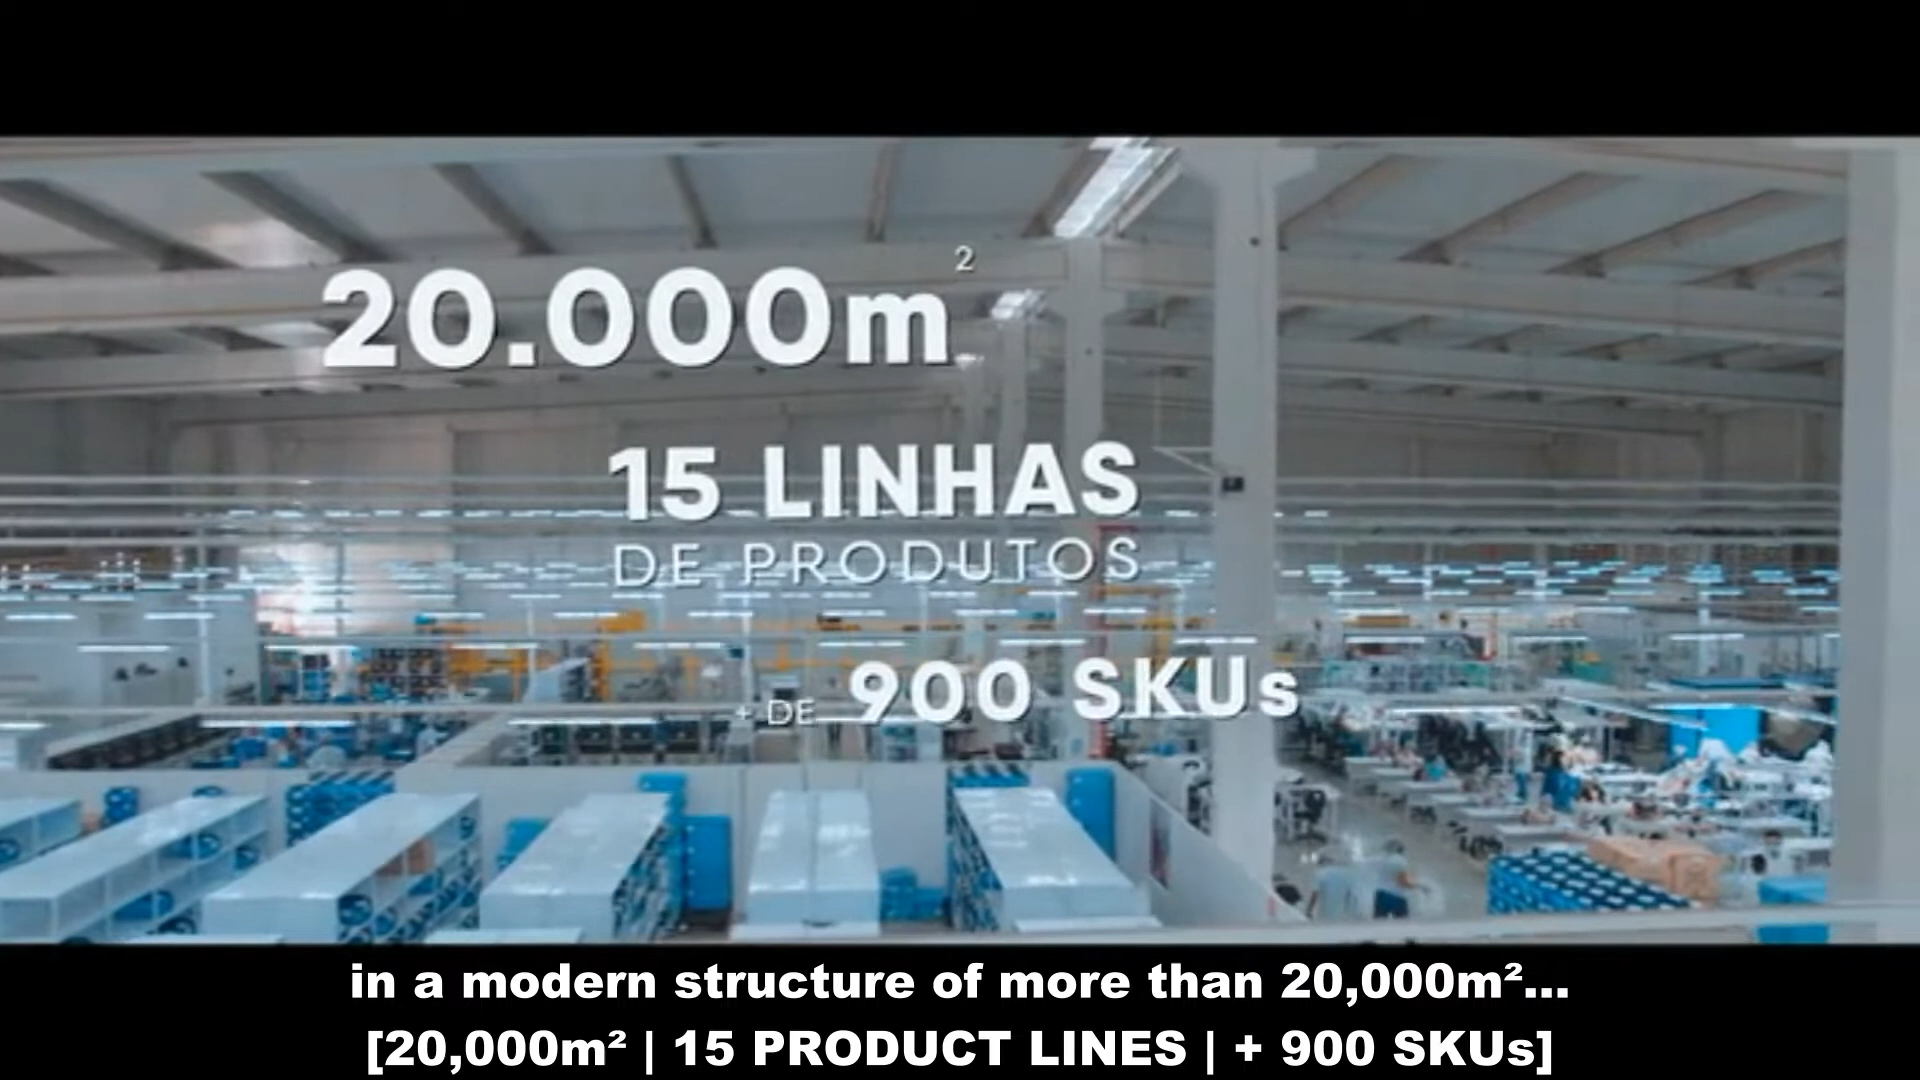 20.000m²
15 LINHAS
DE PRODUTOS
+ DE 900 SKUs
in a modern structure of more than 20,000m²...
[20,000m² | 15 PRODUCT LINES | + 900 SKUs]